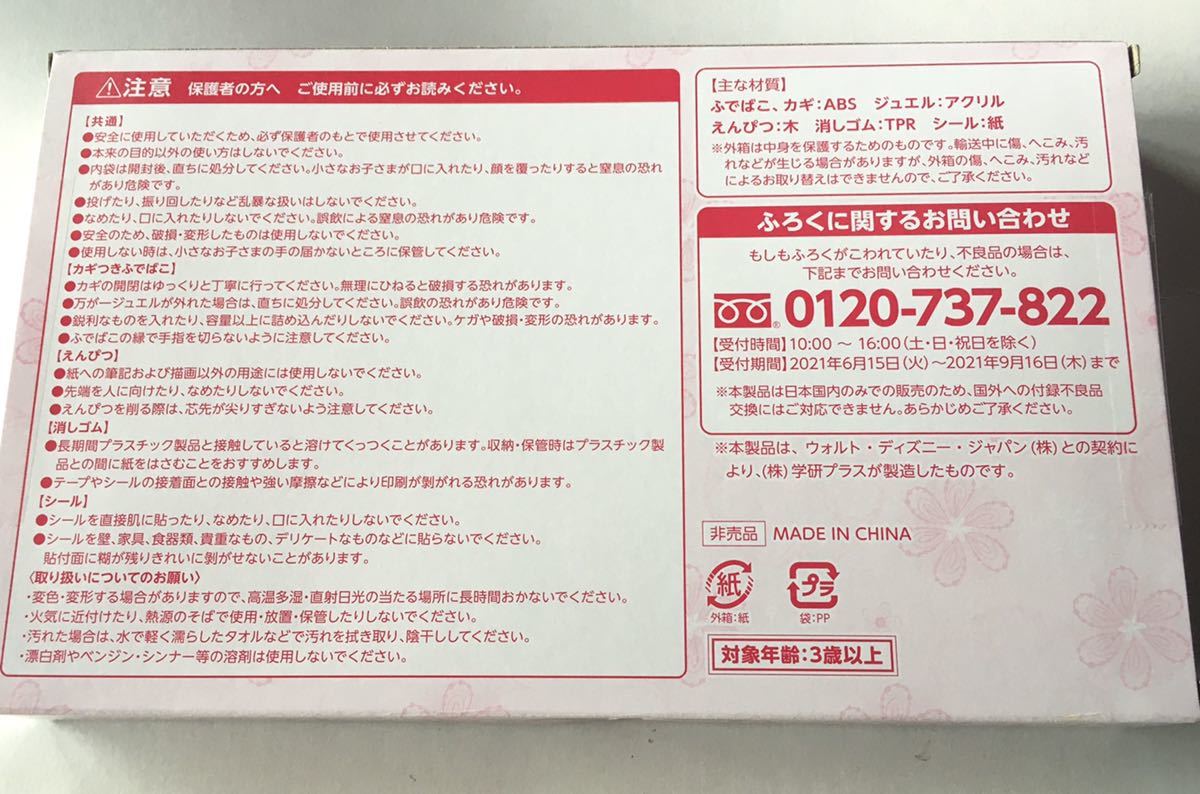 ⚠注意 保護者の方へ ご使用前に必ずお読みください。
【共通】
●安全に使用していただくため、必ず保護者のもとで使用させてください。
●本来の目的以外の使い方はしないでください。
●内袋は開封後、直ちに処分してください。小さなお子さまが口に入れたり、顔を覆ったりすると窒息の恐れ
があり危険です。
●投げたり、振り回したりなど乱暴な扱いはしないでください。
●なめたり、口に入れたりしないでください。誤飲による窒息の恐れがあり危険です。
●安全のため、破損・変形したものは使用しないでください。
●使用しない時は、小さなお子さまの手の届かないところに保管してください。
【カギつきふでばこ】
●カギの開閉はゆっくりと丁寧に行ってください。無理にひねると破損する恐れがあります。
●万が一ジュエルが外れた場合は、直ちに処分してください。誤飲の恐れがあり危険です。
●鋭利なものを入れたり、容量以上に詰め込んだりしないでください。ケガや破損・変形の恐れがあります。
●ふでばこの縁で手指を切らないように注意してください。
【えんぴつ】
●紙への筆記および描画以外の用途には使用しないでください。
●先端を人に向けたり、なめたりしないでください。
●えんぴつを削る際は、芯先が尖りすぎないよう注意してください。
【消しゴム】
●長期間プラスチック製品と接触していると溶けてくっつくことがあります。収納・保管時はプラスチック製
品との間に紙をはさむことをおすすめします。
●テープやシールの接着面との接触や強い摩擦などにより印刷が剝がれる恐れがあります。
【シール】
●シールを直接肌に貼ったり、なめたり、口に入れたりしないでください。
●シールを壁、家具、食器類、貴重なもの、デリケートなものなどに貼らないでください。
貼付面に糊が残りきれいに剝がせないことがあります。
〈取り扱いについてのお願い〉
・変色・変形する場合がありますので、高温多湿・直射日光の当たる場所に長時間おかないでください。
・火気に近付けたり、熱源のそばで使用・放置・保管したりしないでください。
・汚れた場合は、水で軽く濡らしたタオルなどで汚れを拭き取り、陰干ししてください。
・漂白剤やベンジン・シンナー等の溶剤は使用しないでください。
【主な材質】
ふでばこ、カギ:ABS ジュエル:アクリル
えんぴつ:木 消しゴム:TPR シール:紙
※外箱は中身を保護するためのものです。輸送中に傷、へこみ、汚
れなどが生じる場合がありますが、外箱の傷、へこみ、汚れなど
によるお取り替えはできませんので、ご了承ください。
ふろくに関するお問い合わせ
もしもふろくがこわれていたり、不良品の場合は、
下記までお問い合わせください。
0120-737-822
【受付時間】10:00 〜 16:00(土・日・祝日を除く)
【受付期間】2021年6月15日(火)〜2021年9月16日(木)まで
※本製品は日本国内のみでの販売のため、国外への付録不良品
交換にはご対応できません。あらかじめご了承ください。
※本製品は、ウォルト・ディズニー・ジャパン(株)との契約に
より、(株)学研プラスが製造したものです。
非売品 MADE IN CHINA
紙 プラ
外箱:紙 袋:PP
対象年齢:3歳以上